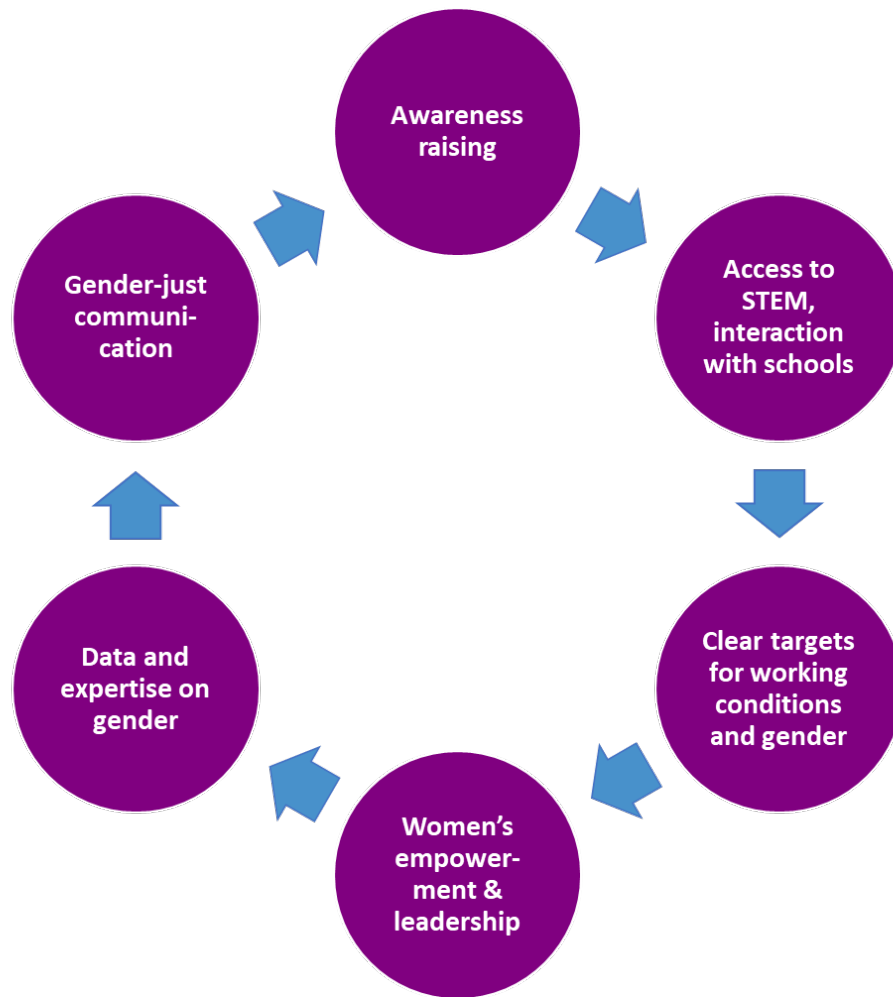 Awareness
raising
Access to
STEM,
interaction
with schools
Clear targets
for working
conditions
and gender
Women’s
empower-
ment &
leadership
Data and
expertise on
gender
Gender-just
communi-
cation